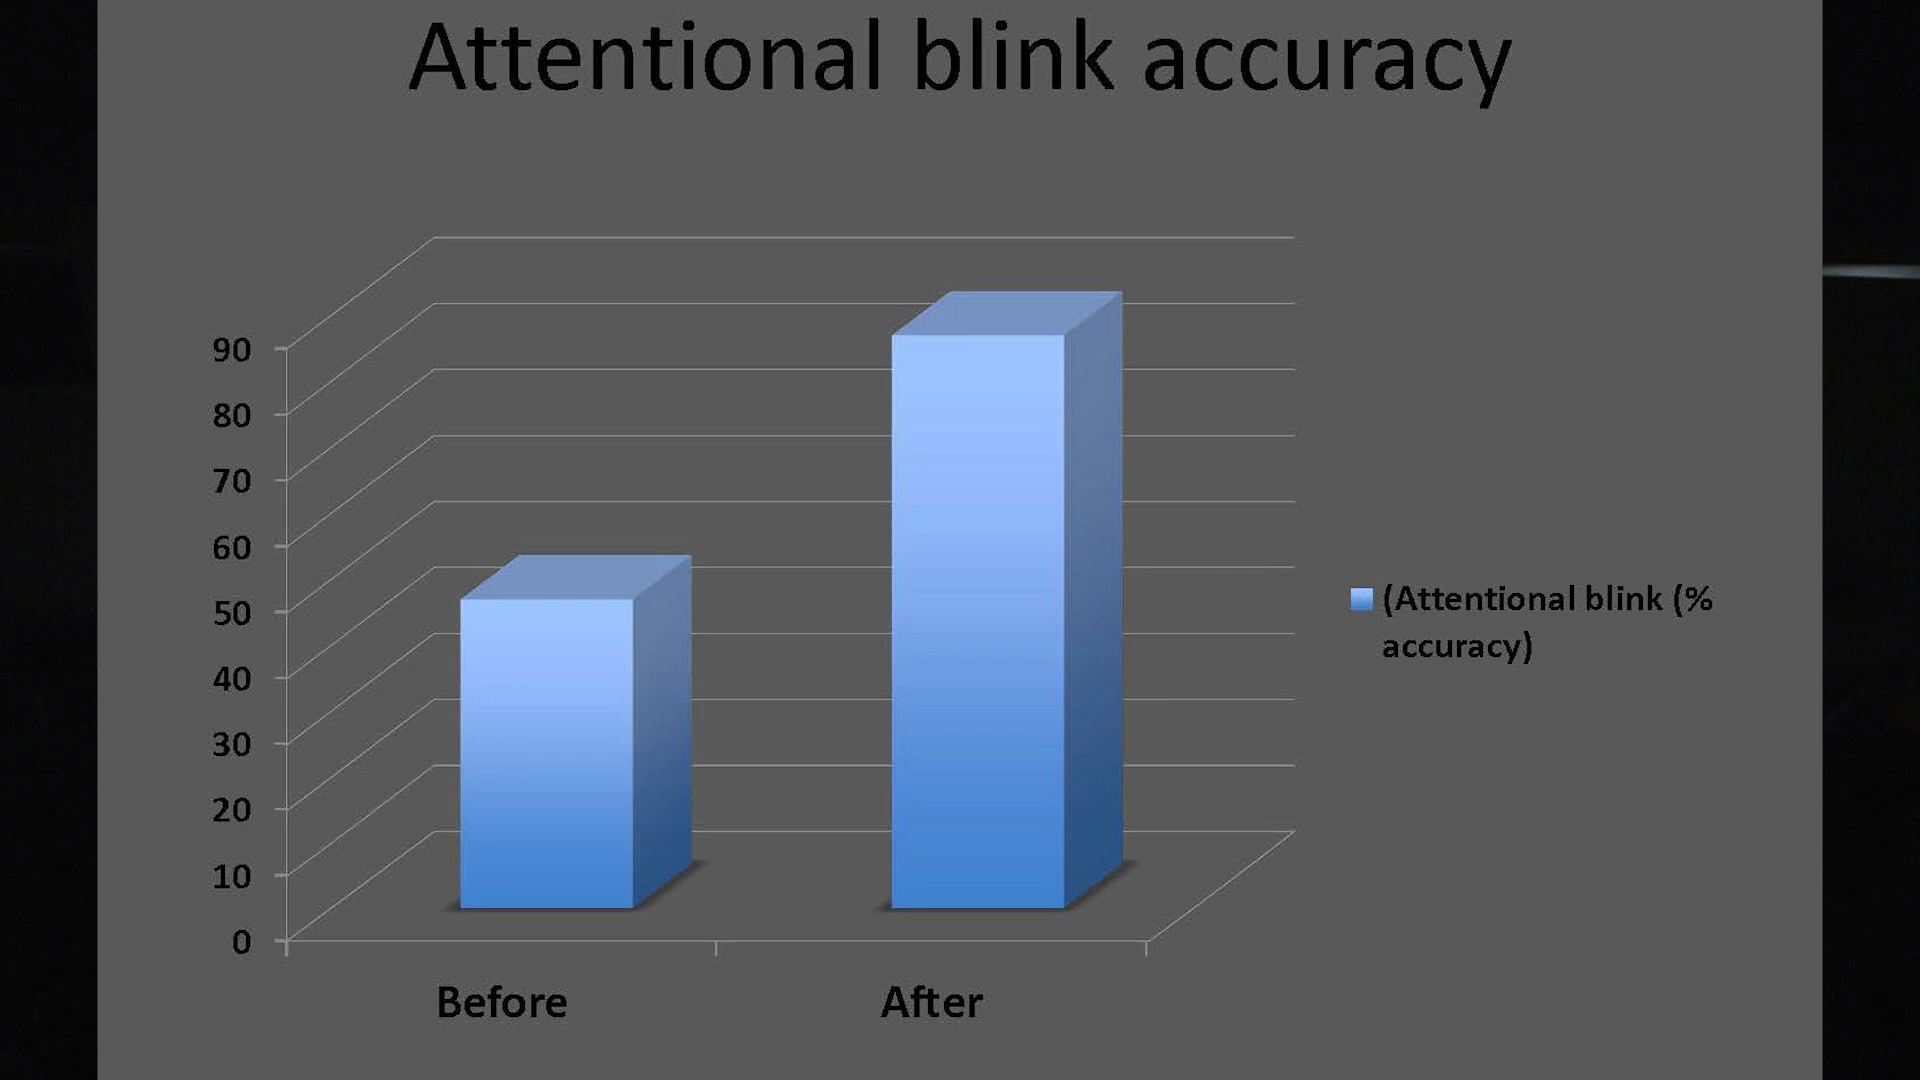 Attentional blink accuracy
90
80
70
60
50
40
30
20
10
0
(Attentional blink (%
accuracy)
Before
After